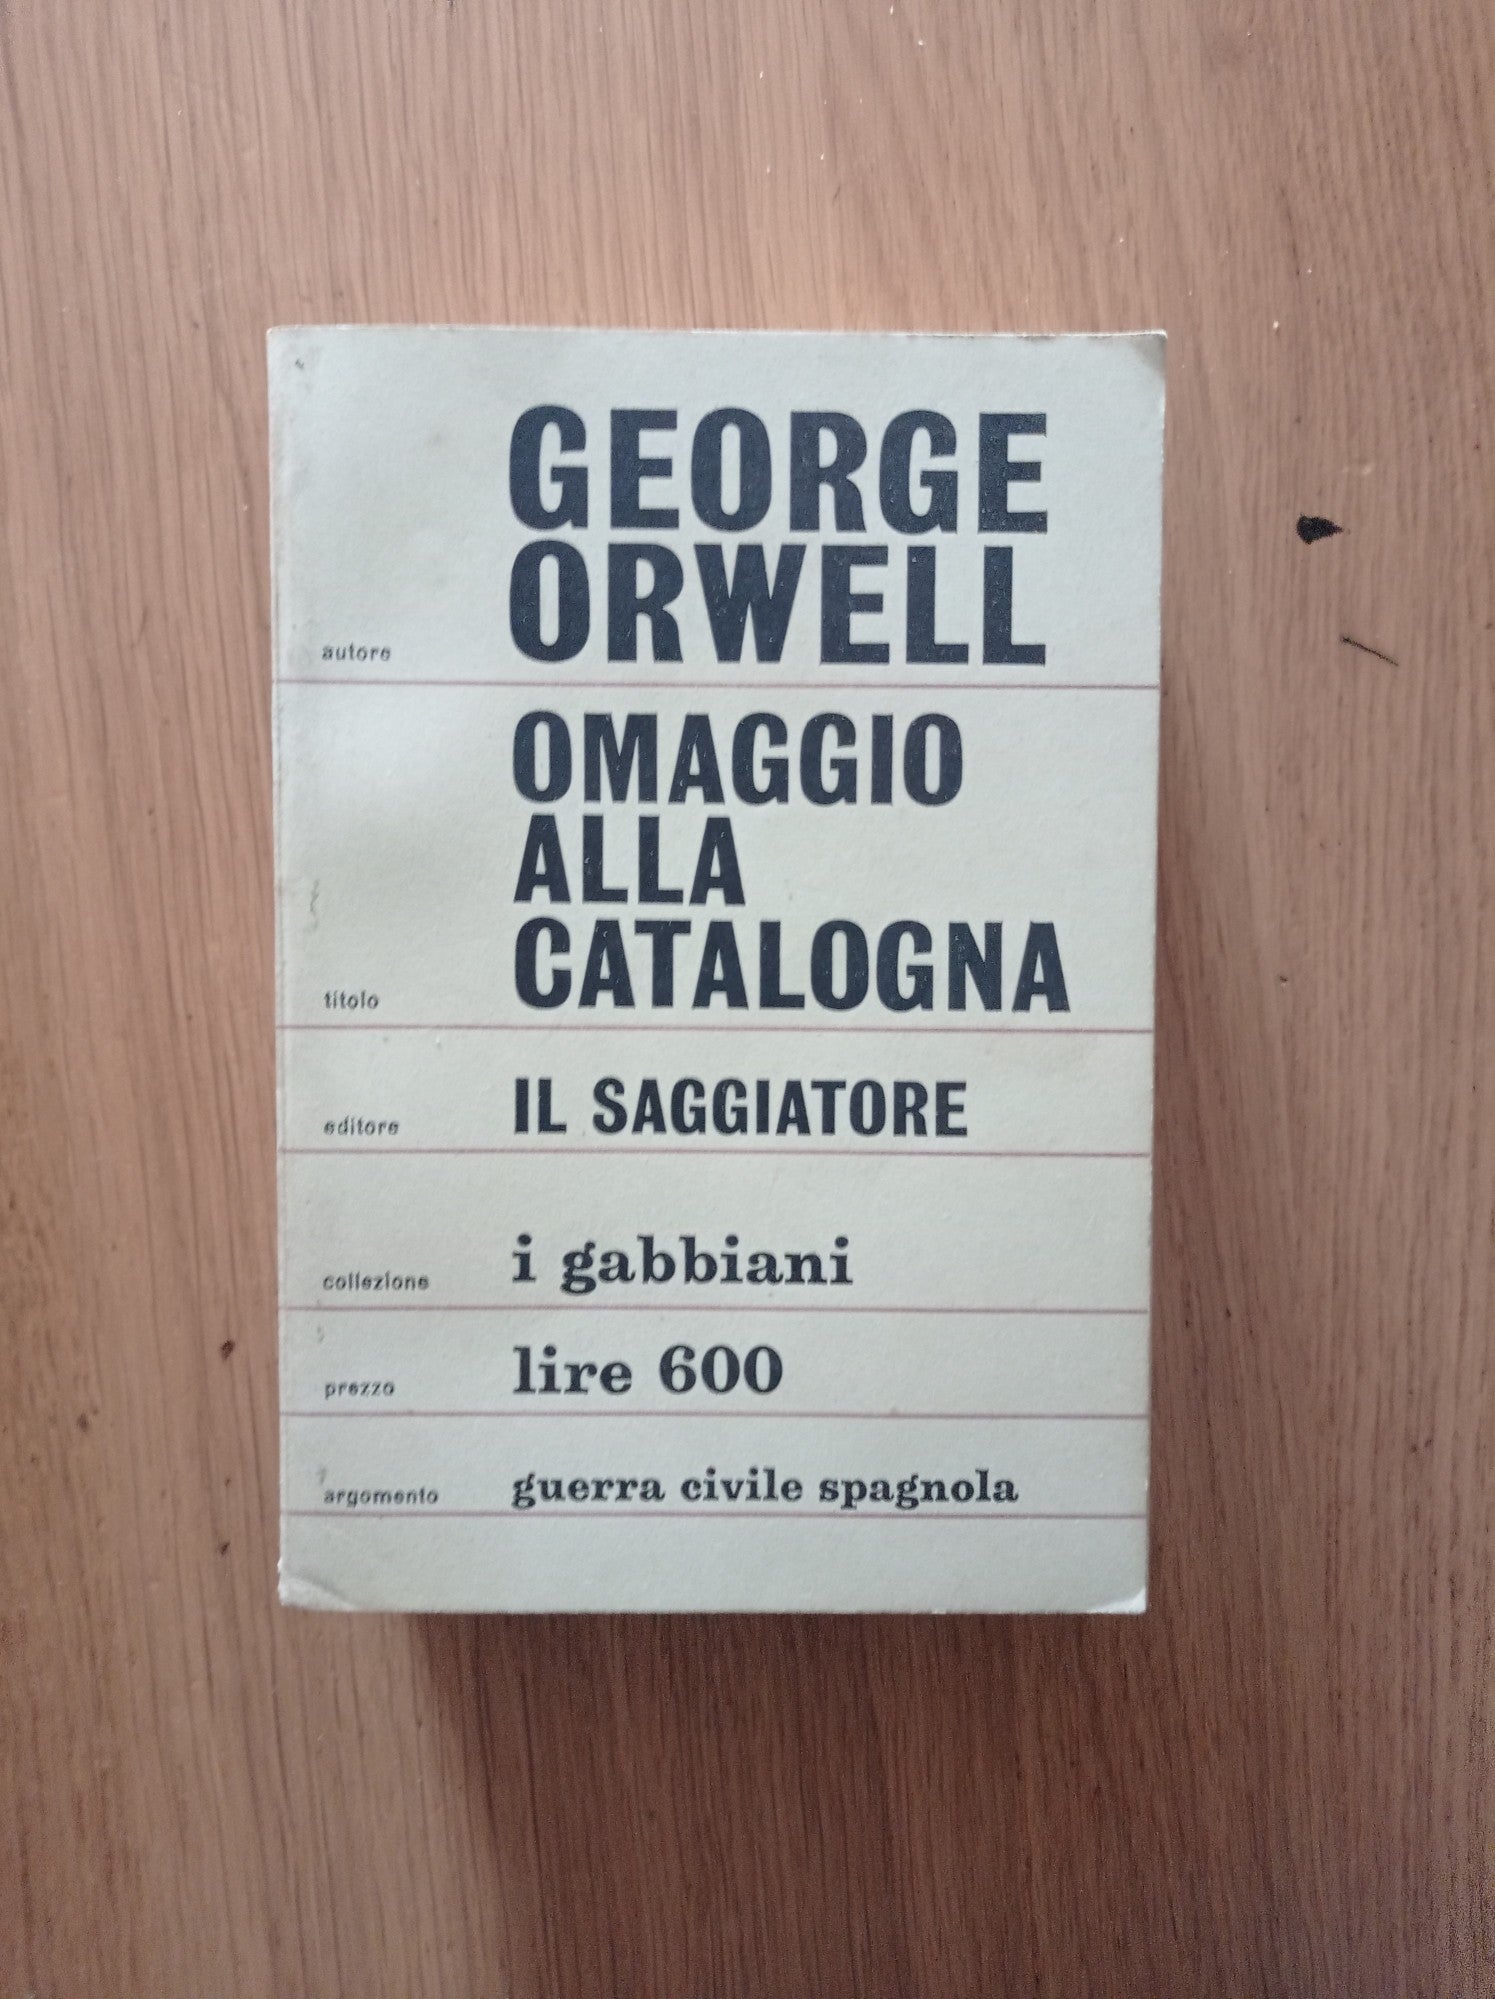 GEORGE
autore ORWELL
OMAGGIO
ALLA
titolo CATALOGNA
editore IL SAGGIATORE
collezione i gabbiani
prezzo lire 600
argomento guerra civile spagnola